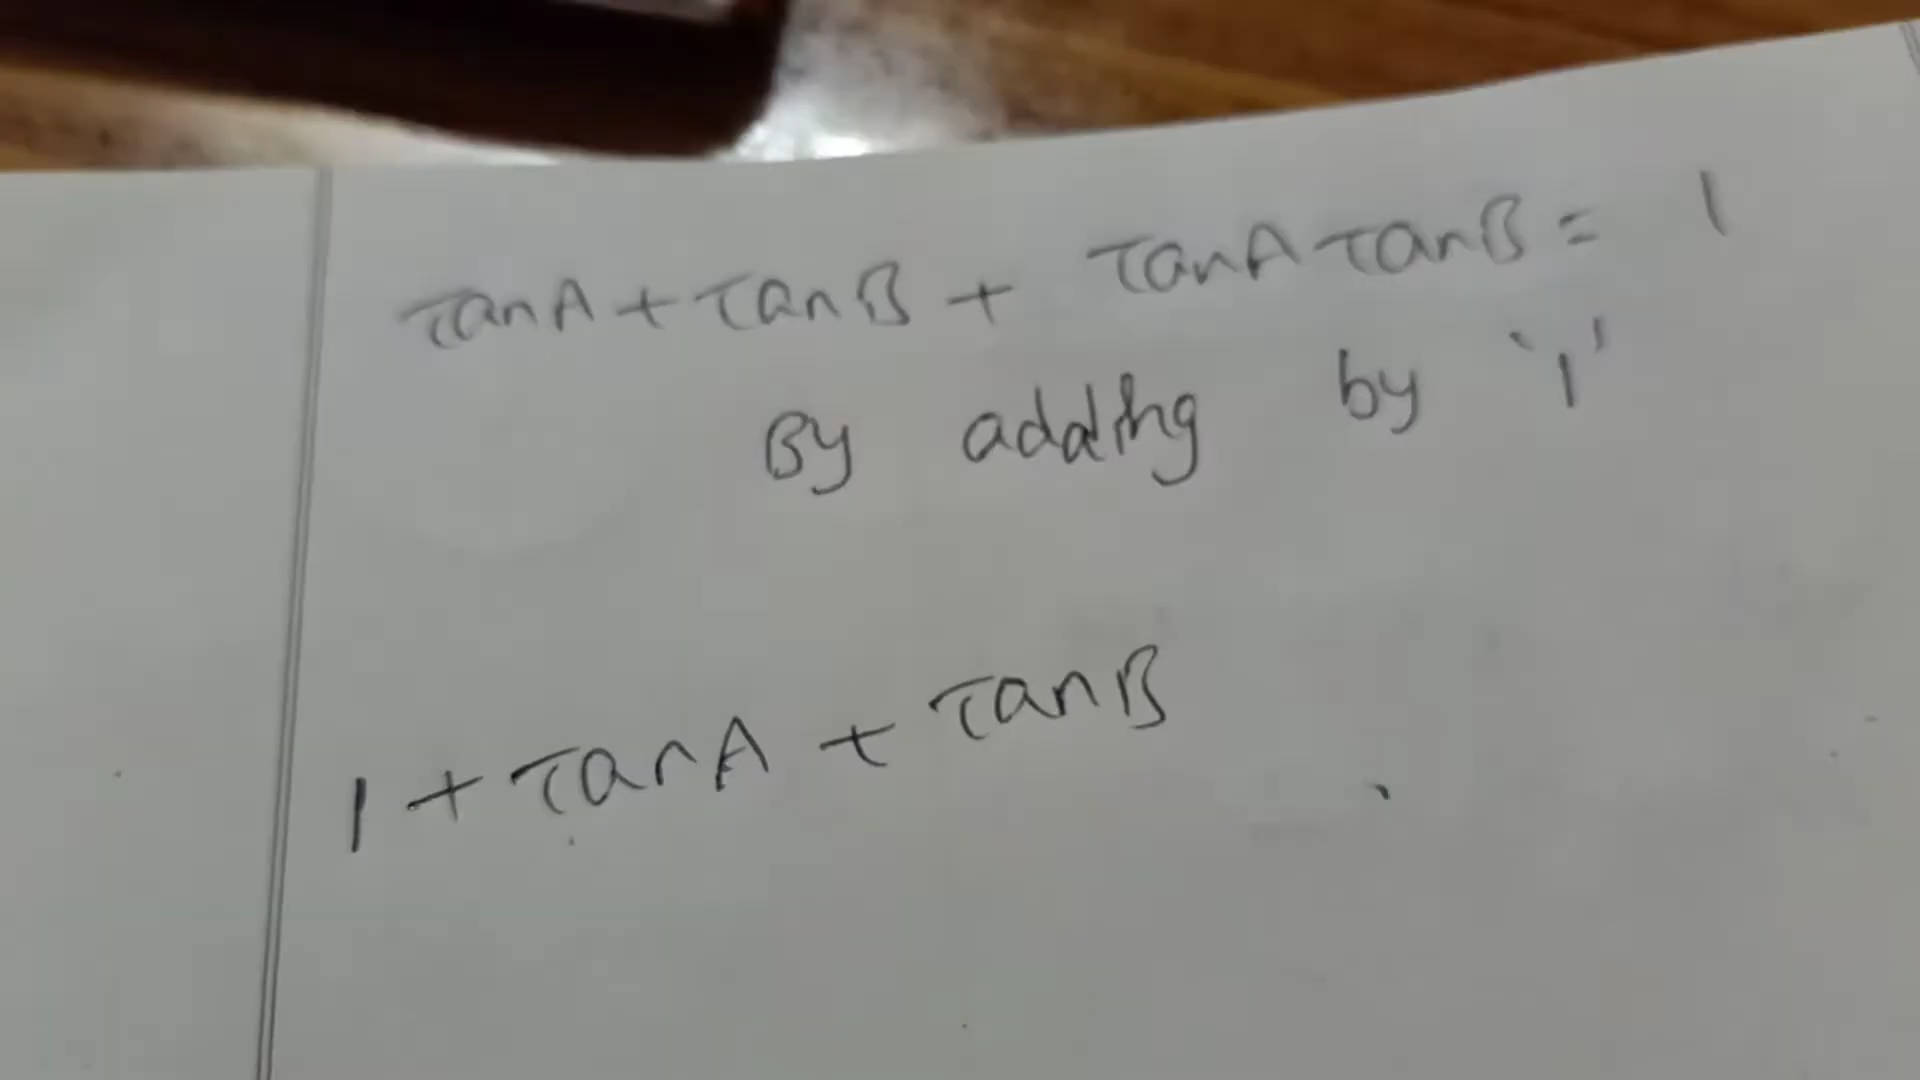 TanA + TanB + TanA TanB = 1
By adding by '1'
1 + TanA + TanB